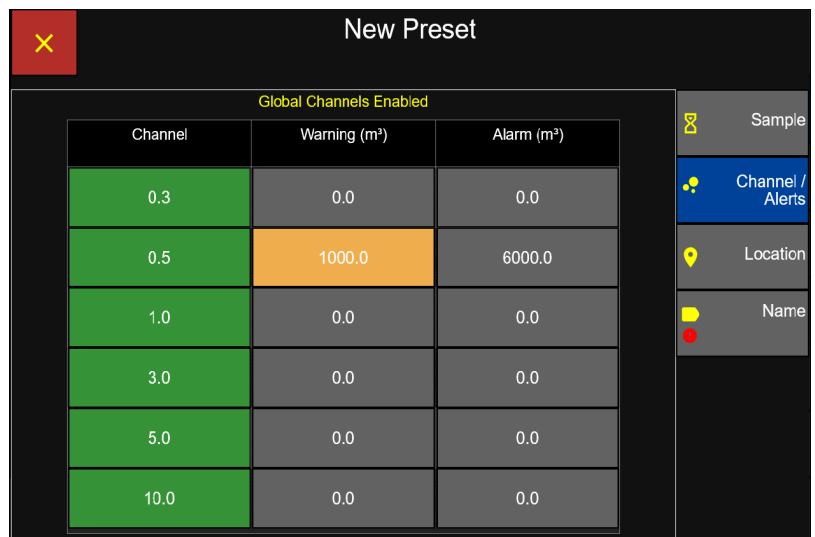 New Preset
Global Channels Enabled
Channel Warning (m³) Alarm (m³)
0.3 0.0 0.0
0.5 1000.0 6000.0
1.0 0.0 0.0
3.0 0.0 0.0
5.0 0.0 0.0
10.0 0.0 0.0
Sample
Channel /
Alerts
Location
Name